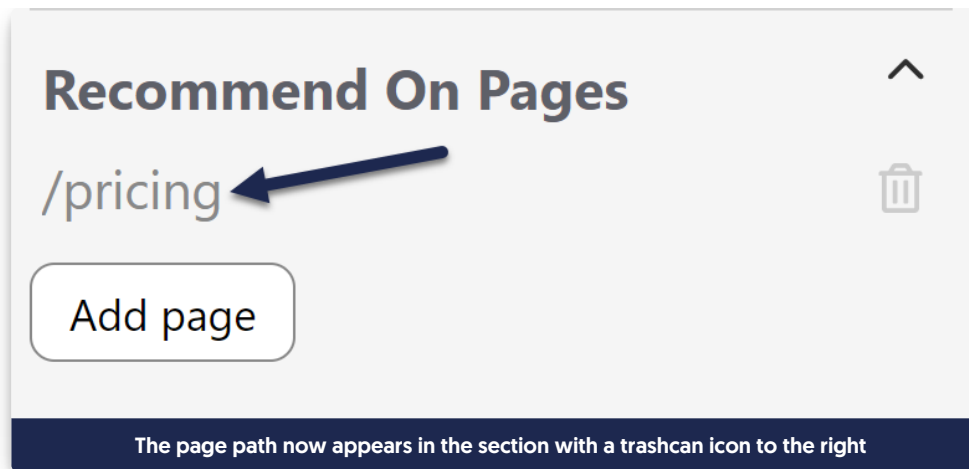 Recommend On Pages
/pricing
Add page
The page path now appears in the section with a trashcan icon to the right